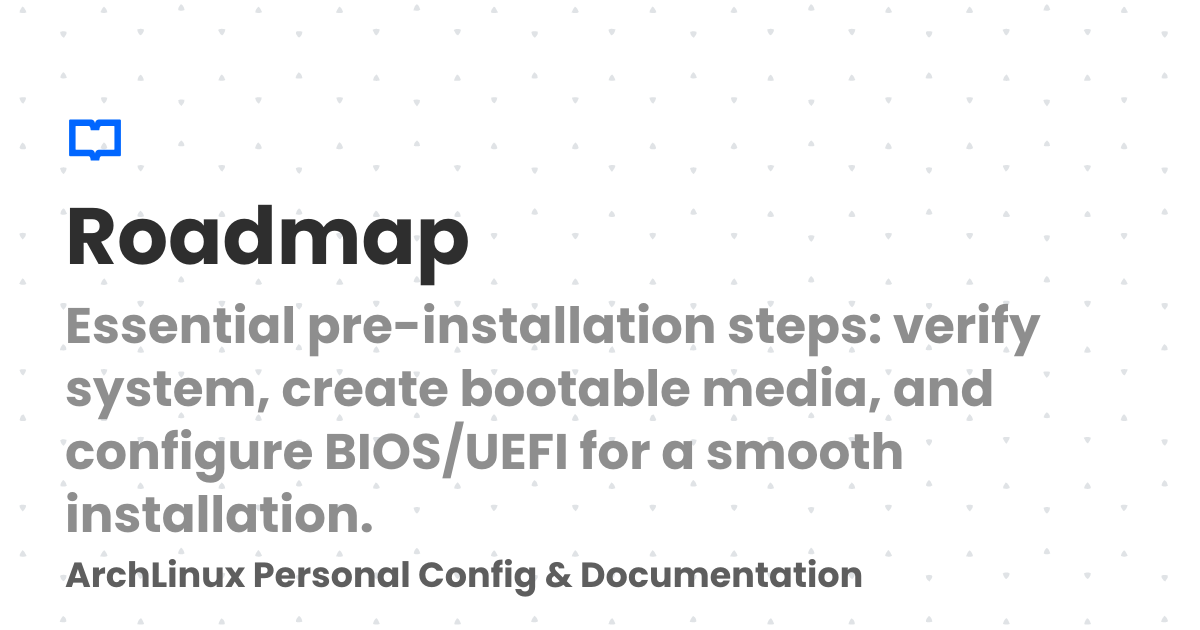 Roadmap
Essential pre-installation steps: verify
system, create bootable media, and
configure BIOS/UEFI for a smooth
installation.
ArchLinux Personal Config & Documentation